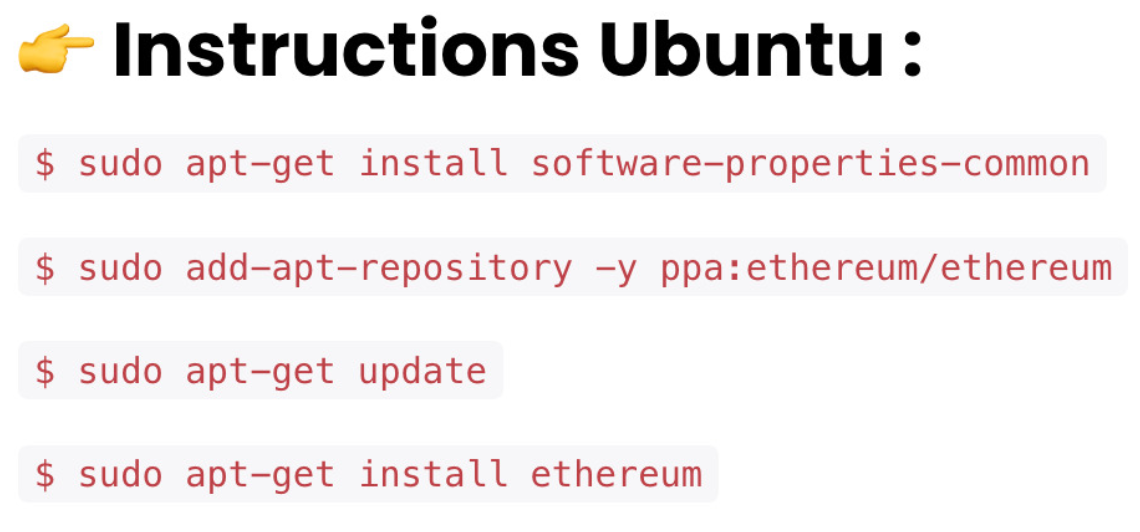 👉 Instructions Ubuntu :
$ sudo apt-get install software-properties-common
$ sudo add-apt-repository -y ppa:ethereum/ethereum
$ sudo apt-get update
$ sudo apt-get install ethereum